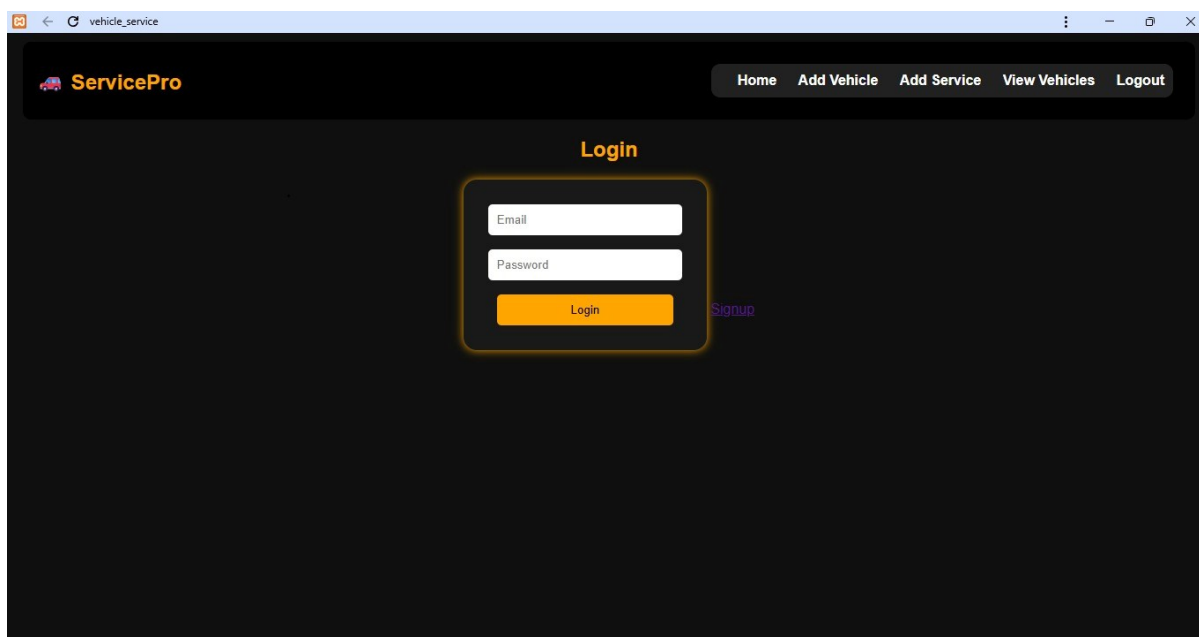 vehicle_service
ServicePro
Home Add Vehicle Add Service View Vehicles Logout
Login
Email
Password
Login
Signup